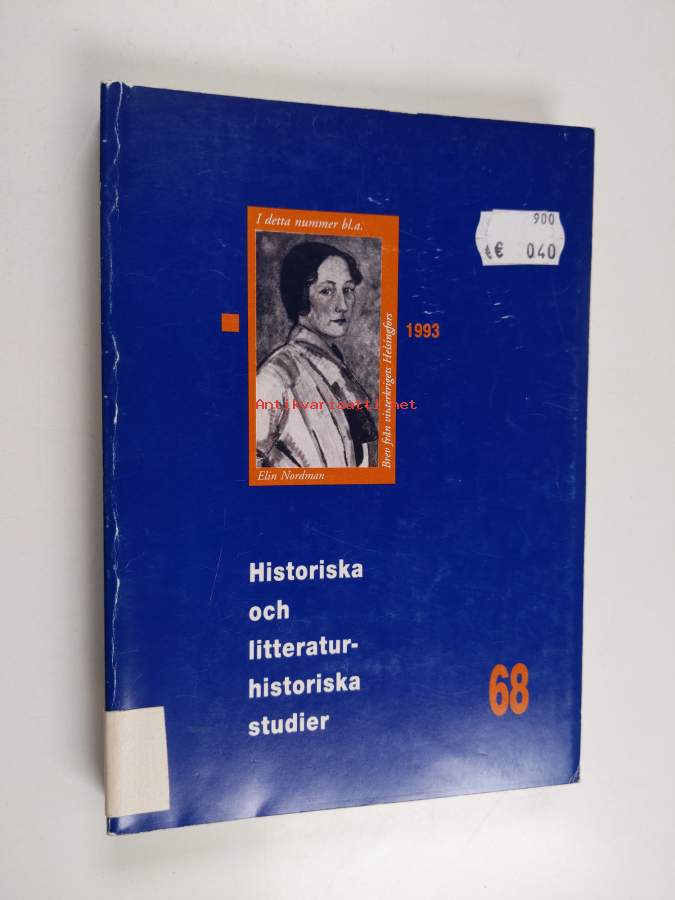 I detta nummer bl.a.
900
€ 040
1993
Brev från vinterkrigets Helsingfors
Antikvariaatti.net
Elin Nordman
Historiska
och
litteratur-
historiska
studier
68